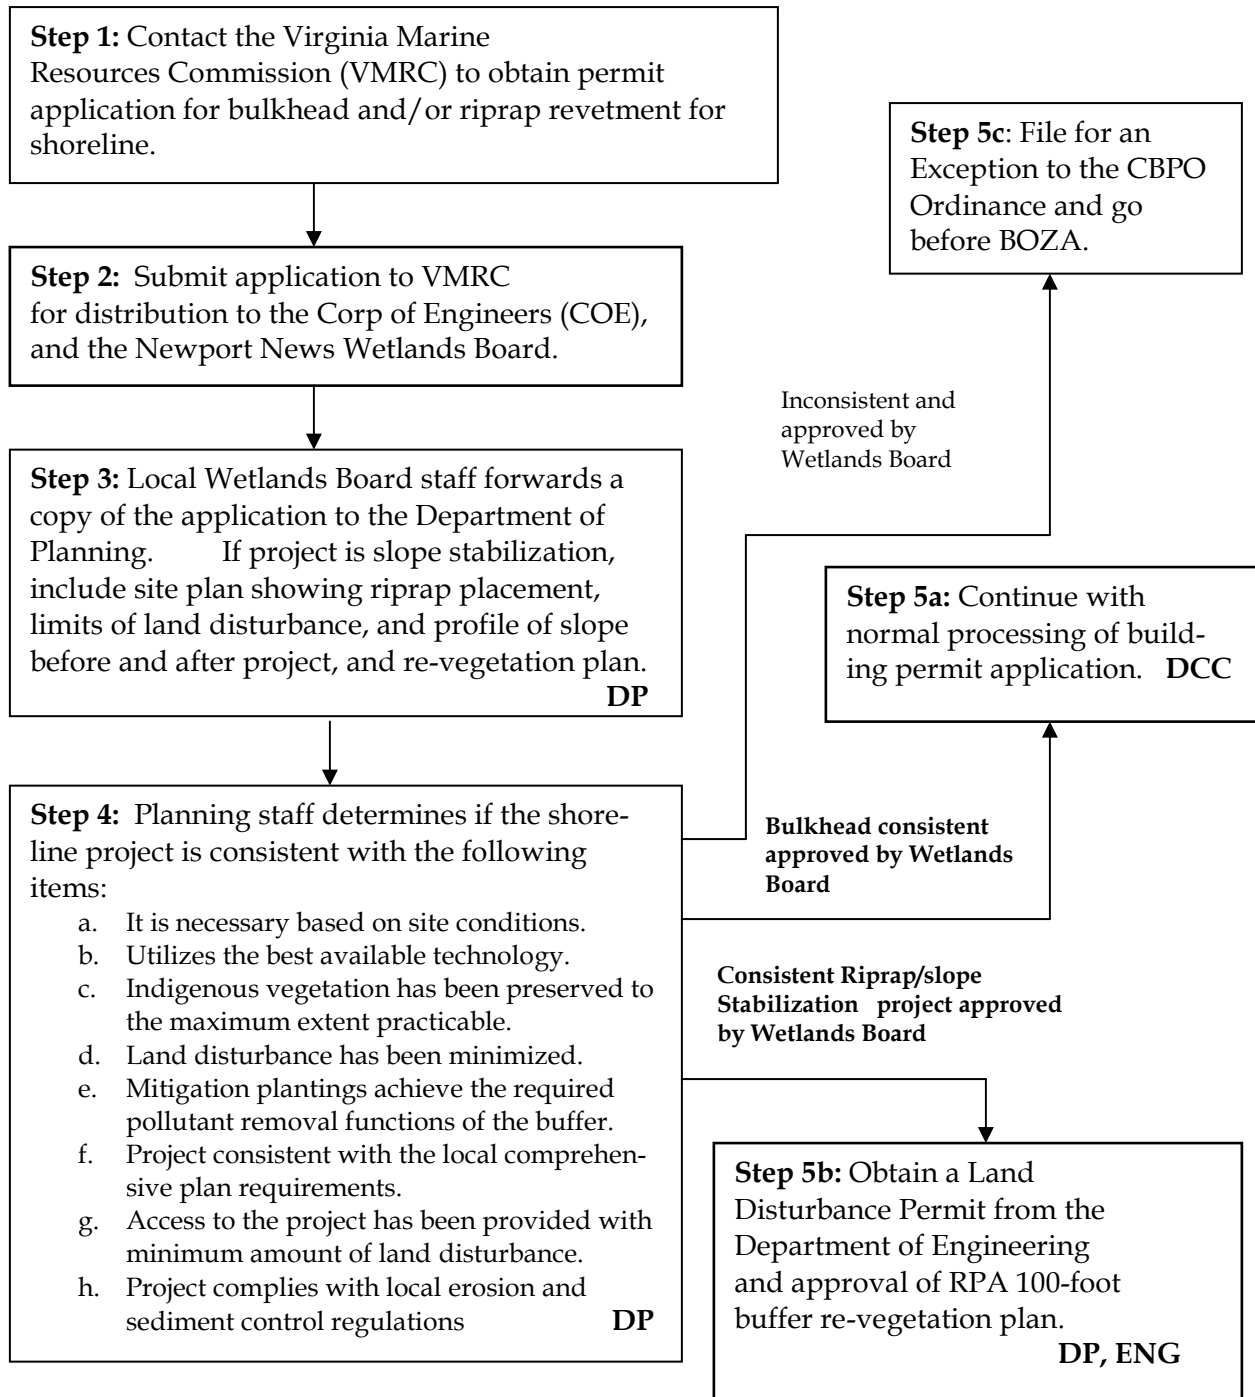 Step 1: Contact the Virginia Marine
Resources Commission (VMRC) to obtain permit
application for bulkhead and/or riprap revetment for
shoreline.
Step 2: Submit application to VMRC
for distribution to the Corp of Engineers (COE),
and the Newport News Wetlands Board.
Step 3: Local Wetlands Board staff forwards a
copy of the application to the Department of
Planning. If project is slope stabilization,
include site plan showing riprap placement,
limits of land disturbance, and profile of slope
before and after project, and re-vegetation plan.
DP
Step 4: Planning staff determines if the shore-
line project is consistent with the following
items:
a. It is necessary based on site conditions.
b. Utilizes the best available technology.
c. Indigenous vegetation has been preserved to
the maximum extent practicable.
d. Land disturbance has been minimized.
e. Mitigation plantings achieve the required
pollutant removal functions of the buffer.
f. Project consistent with the local comprehen-
sive plan requirements.
g. Access to the project has been provided with
minimum amount of land disturbance.
h. Project complies with local erosion and
sediment control regulations DP
Inconsistent and
approved by
Wetlands Board
Step 5c: File for an
Exception to the CBPO
Ordinance and go
before BOZA.
Bulkhead consistent
approved by Wetlands
Board
Step 5a: Continue with
normal processing of build-
ing permit application. DCC
Consistent Riprap/slope
Stabilization project approved
by Wetlands Board
Step 5b: Obtain a Land
Disturbance Permit from the
Department of Engineering
and approval of RPA 100-foot
buffer re-vegetation plan.
DP, ENG